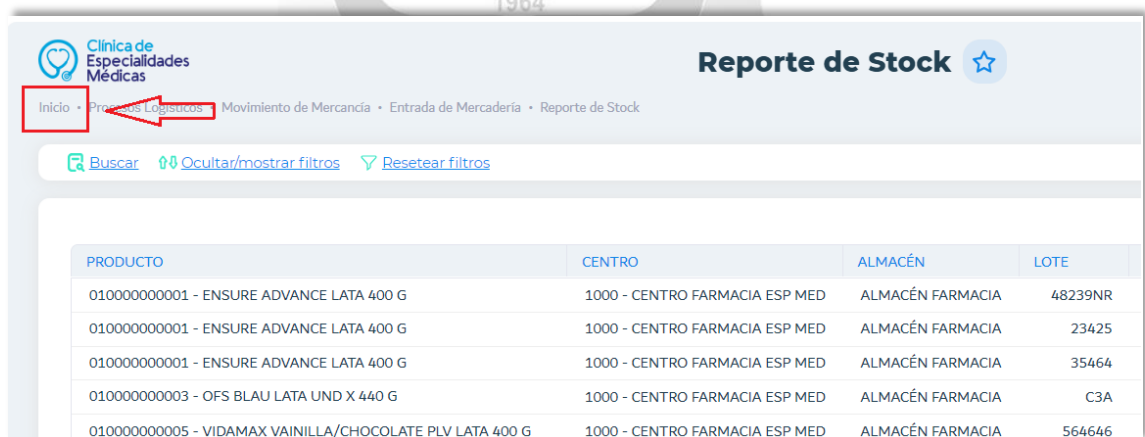 1964
Clínica de
Especialidades
Médicas
Reporte de Stock
Inicio • Procesos Logísticos • Movimiento de Mercancía • Entrada de Mercadería • Reporte de Stock
Buscar Ocultar/mostrar filtros Resetear filtros
PRODUCTO CENTRO ALMACÉN LOTE
010000000001 - ENSURE ADVANCE LATA 400 G 1000 - CENTRO FARMACIA ESP MED ALMACÉN FARMACIA 48239NR
010000000001 - ENSURE ADVANCE LATA 400 G 1000 - CENTRO FARMACIA ESP MED ALMACÉN FARMACIA 23425
010000000001 - ENSURE ADVANCE LATA 400 G 1000 - CENTRO FARMACIA ESP MED ALMACÉN FARMACIA 35464
010000000003 - OFS BLAU LATA UND X 440 G 1000 - CENTRO FARMACIA ESP MED ALMACÉN FARMACIA C3A
010000000005 - VIDAMAX VAINILLA/CHOCOLATE PLV LATA 400 G 1000 - CENTRO FARMACIA ESP MED ALMACÉN FARMACIA 564646